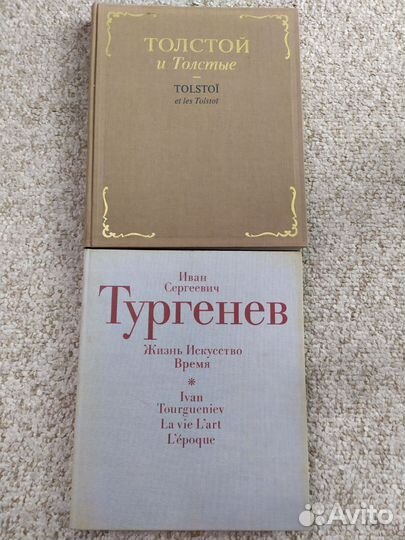 ТОЛСТОЙ
и Толстые
TOLSTOÏ
et les Tolstoï
Иван
Сергеевич
Тургенев
Жизнь Искусство
Время
*
Ivan
Tourgueniev
La vie L'art
L'époque
Avito